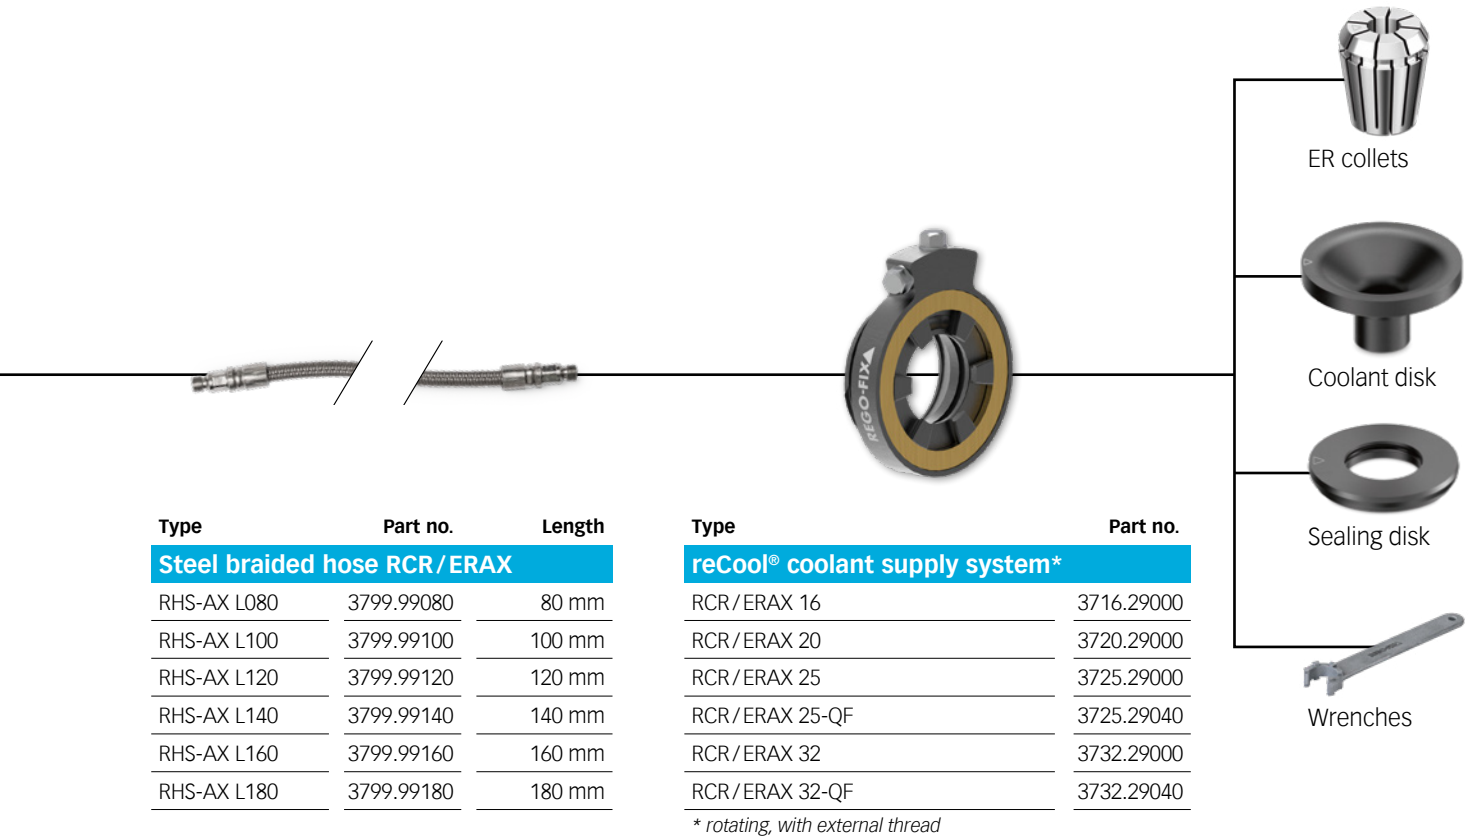 ER collets
Coolant disk
REGO-FIX
Sealing disk
Wrenches
Type Part no. Length
Steel braided hose RCR/ERAX
RHS-AX L080 3799.99080 80 mm
RHS-AX L100 3799.99100 100 mm
RHS-AX L120 3799.99120 120 mm
RHS-AX L140 3799.99140 140 mm
RHS-AX L160 3799.99160 160 mm
RHS-AX L180 3799.99180 180 mm
Type Part no.
reCool® coolant supply system*
RCR/ERAX 16 3716.29000
RCR/ERAX 20 3720.29000
RCR/ERAX 25 3725.29000
RCR/ERAX 25-QF 3725.29040
RCR/ERAX 32 3732.29000
RCR/ERAX 32-QF 3732.29040
* rotating, with external thread